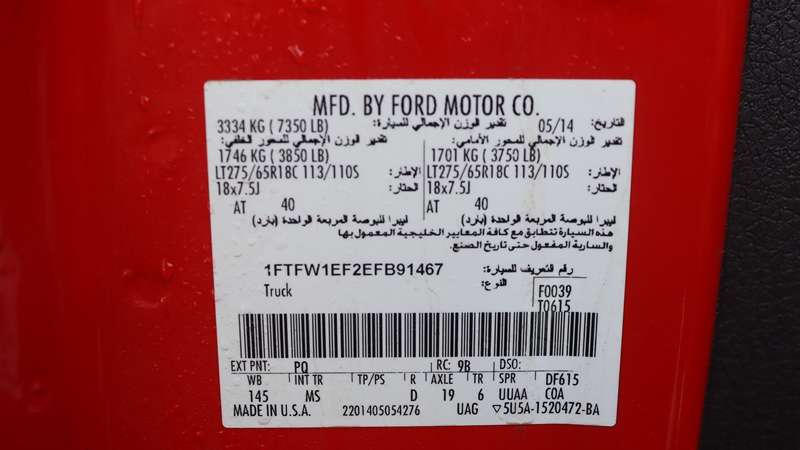 MFD. BY FORD MOTOR CO.
التاريخ: 05/14 تقدير الوزن الإجمالي للسيارة: 3334 KG ( 7350 LB)
تقدير الوزن الإجمالي للمحور الأمامي: تقدير الوزن الإجمالي للمحور الخلفي:
1746 KG ( 3850 LB) 1701 KG ( 3750 LB)
LT275/65R18C 113/110S الإطار: LT275/65R18C 113/110S الإطار:
18x7.5J الحتار: 18x7.5J الحتار:
AT 40 AT 40
ليبرا للبوصة المربعة الواحدة (بارد) ليبرا للبوصة المربعة الواحدة (بارد)
هذه السيارة تتطابق مع كافة المعايير الخليجية المعمول بها
والسارية المفعول حتى تاريخ الصنع.
رقم التعريف للسيارة: 1FTFW1EF2EFB91467
النوع: Truck
F0039
T0615
EXT PNT: PQ RC: 9B DSO:
WB INT TR TP/PS R AXLE TR SPR DF615
145 MS D 19 6 UUAA COA
MADE IN U.S.A. 2201405054276 UAG ▽5U5A-1520472-BA